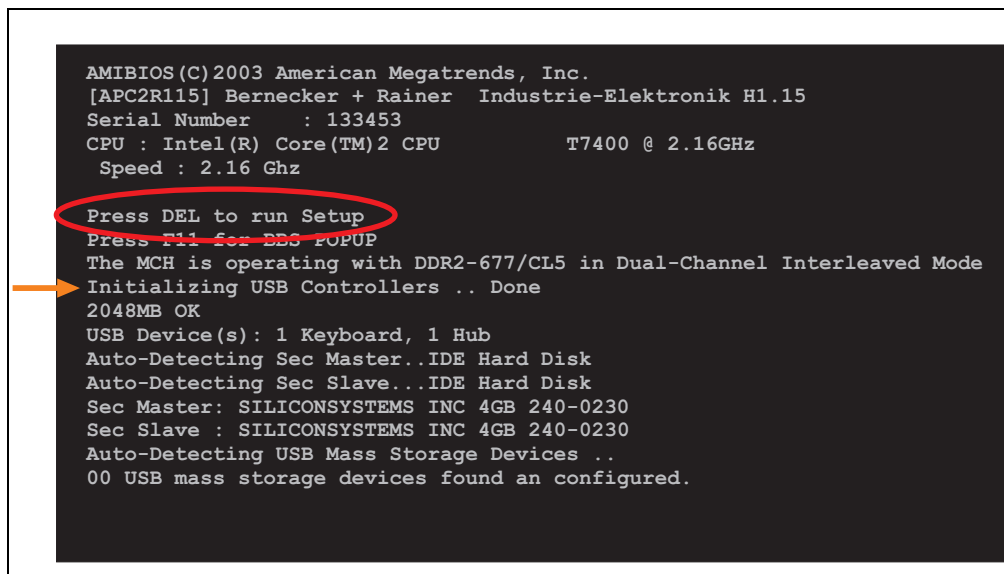 AMIBIOS(C)2003 American Megatrends, Inc.
[APC2R115] Bernecker + Rainer  Industrie-Elektronik H1.15
Serial Number    : 133453
CPU : Intel(R) Core(TM)2 CPU          T7400 @ 2.16GHz
 Speed : 2.16 Ghz
Press DEL to run Setup
Press F11 for BBS POPUP
The MCH is operating with DDR2-677/CL5 in Dual-Channel Interleaved Mode
Initializing USB Controllers .. Done
2048MB OK
USB Device(s): 1 Keyboard, 1 Hub
Auto-Detecting Sec Master..IDE Hard Disk
Auto-Detecting Sec Slave...IDE Hard Disk
Sec Master: SILICONSYSTEMS INC 4GB 240-0230
Sec Slave : SILICONSYSTEMS INC 4GB 240-0230
Auto-Detecting USB Mass Storage Devices ..
00 USB mass storage devices found an configured.